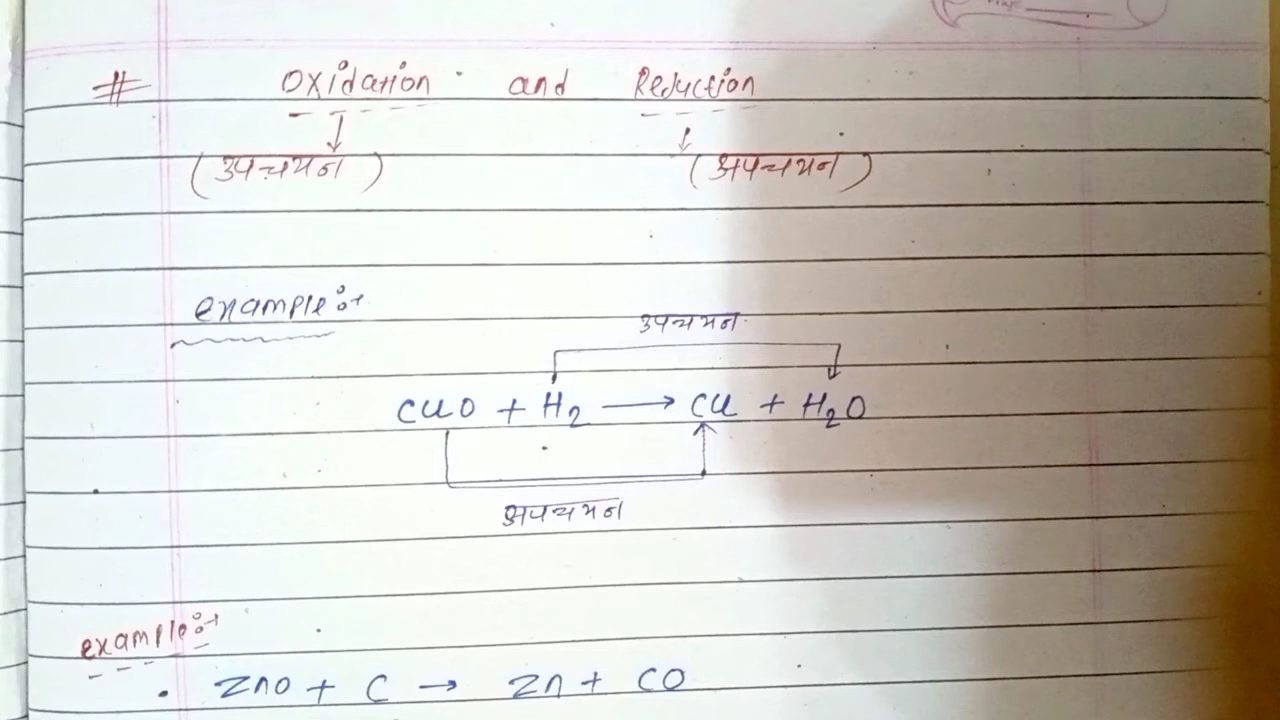 # Oxidation and Reduction
(उपचयन) (अपचयन)
example:-
उपचयन
CuO + H₂ ⟶ Cu + H₂O
अपचयन
example:-
• ZnO + C → Zn + CO